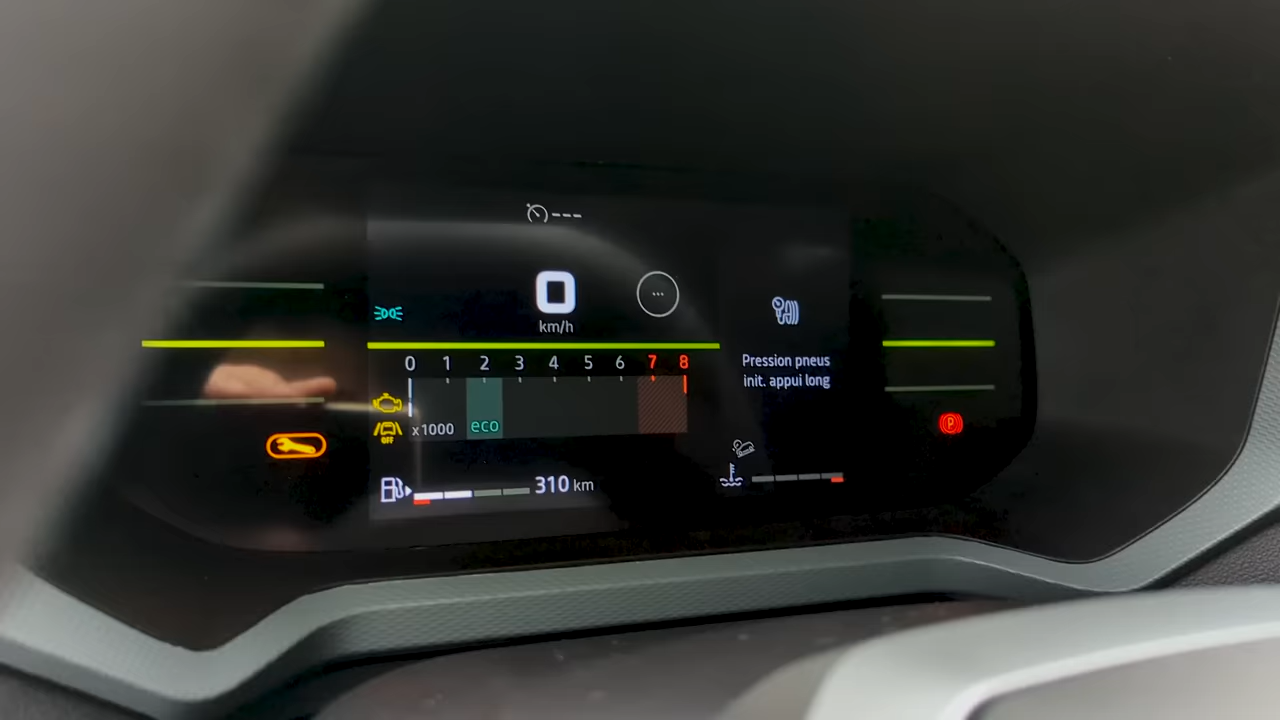 ---
0
km/h
0 1 2 3 4 5 6 7 8
x1000
eco
OFF
310 km
Pression pneus
init. appui long
P